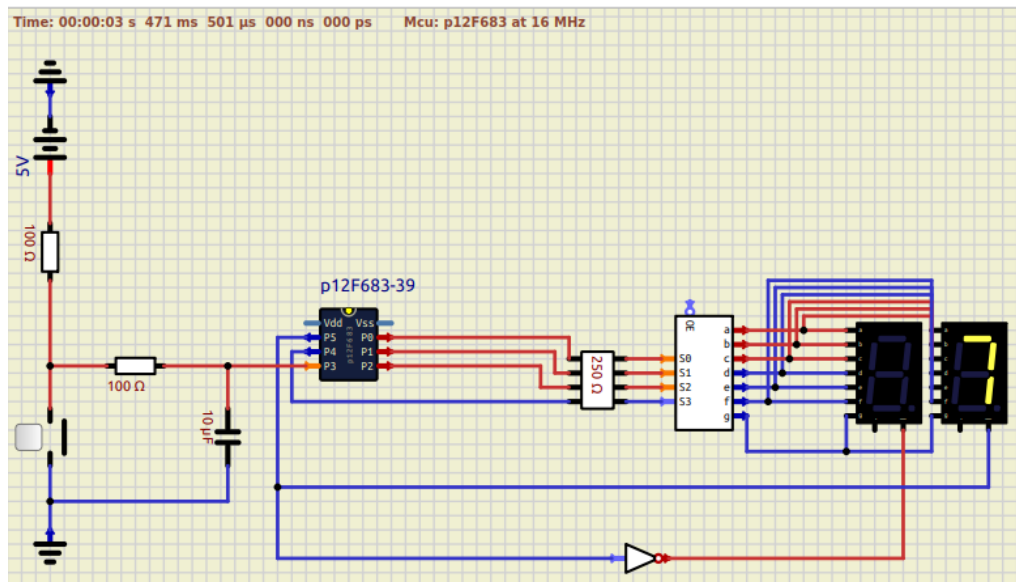 Time: 00:00:03 s 471 ms 501 µs 000 ns 000 ps Mcu: p12F683 at 16 MHz
5V
100 Ω
p12F683-39
Vdd Vss
P5 P0
P4 P1
P3 P2
p12F683
OE
a
b
S0 c
S1 d
S2 e
S3 f
g
250 Ω
100 Ω
10 µF